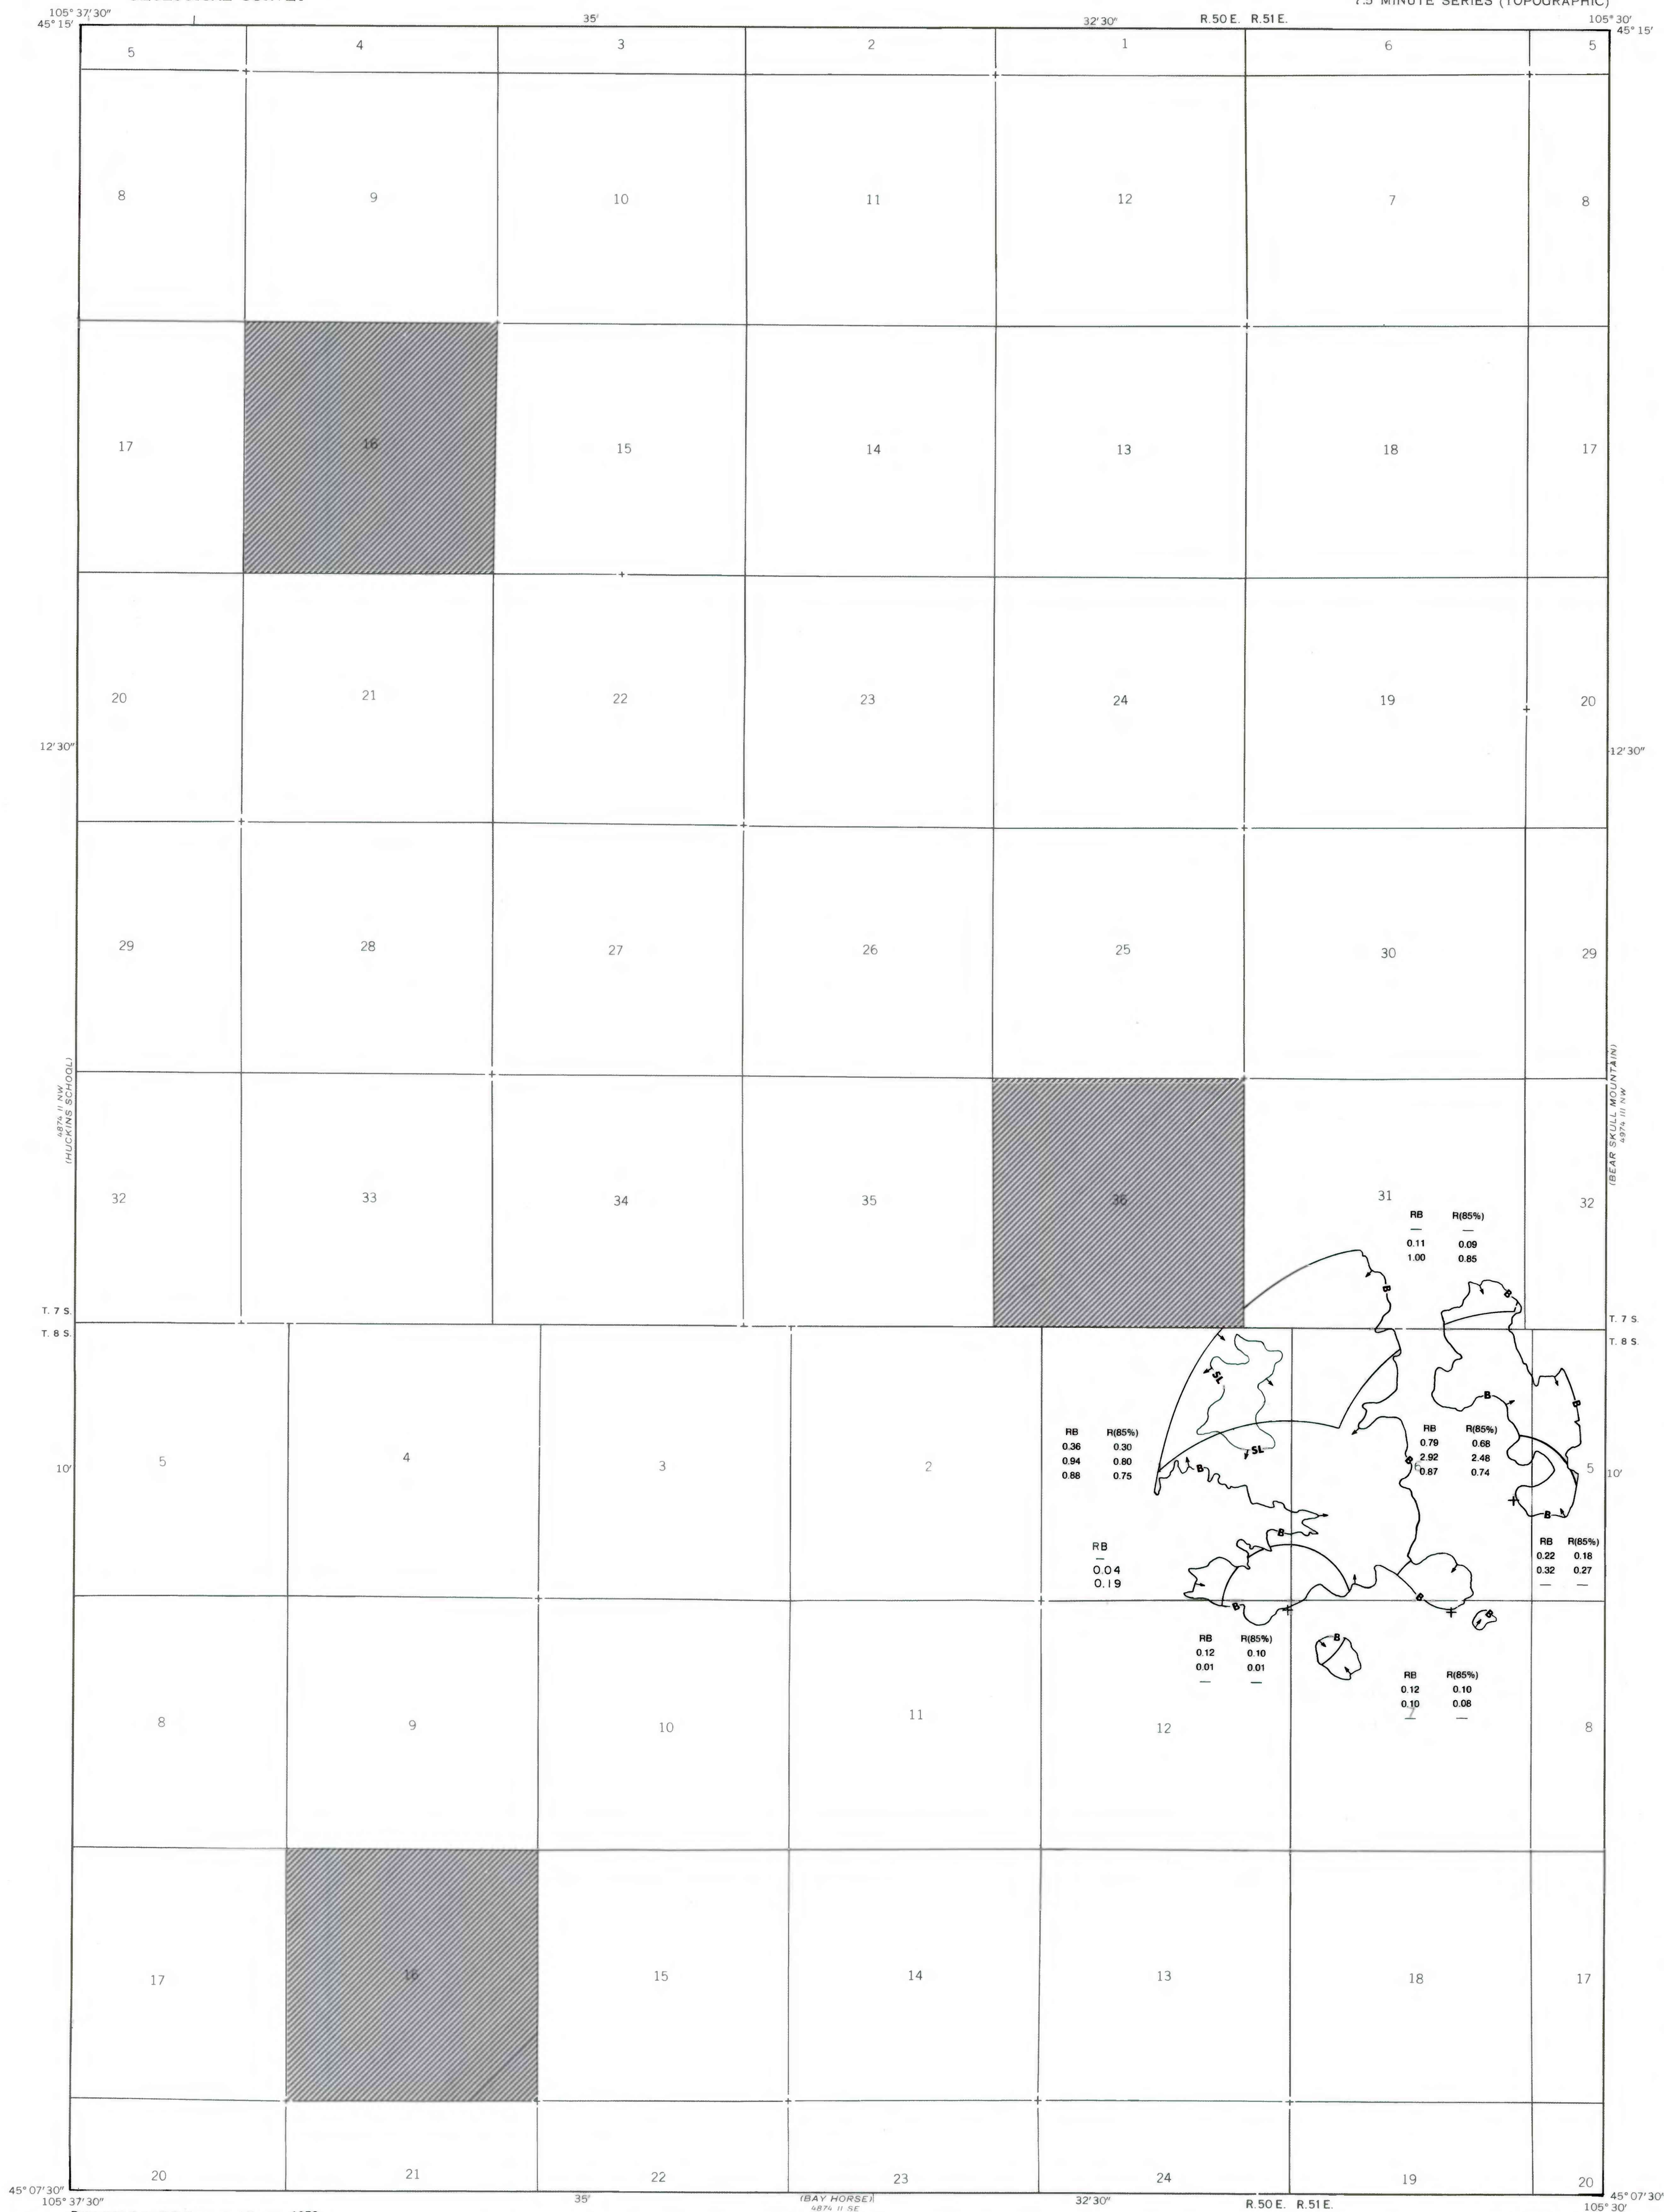 7.5 MINUTE SERIES (TOPOGRAPHIC)
105° 37' 30" 35' 32' 30" R. 50 E. R. 51 E. 105° 30'
45° 15' 45° 15'
5 4 3 2 1 6 5
8 9 10 11 12 7 8
17 16 15 14 13 18 17
20 21 22 23 24 19 20
12' 30" 12' 30"
29 28 27 26 25 30 29
4874 II NW
(HUCKINS SCHOOL)
(BEAR SKULL MOUNTAIN)
4974 III NW
32 33 34 35 36 31 32
RB R(85%)
— —
0.11 0.09
1.00 0.85
B
B
T. 7 S. T. 7 S.
T. 8 S. T. 8 S.
SL
B
B
RB R(85%)
0.36 0.30
0.94 0.80
0.88 0.75
RB R(85%)
0.79 0.68
2.92 2.48
0.87 0.74
SL
B
B
10' 5 4 3 2 6 5 10'
B
B
RB
—
0.04
0.19
RB R(85%)
0.22 0.18
0.32 0.27
— —
B
B
B
B
RB R(85%)
0.12 0.10
0.01 0.01
— —
RB R(85%)
0.12 0.10
0.10 0.08
— —
8 9 10 11 12 7 8
17 16 15 14 13 18 17
20 21 22 23 24 19 20
45° 07' 30" 45° 07' 30"
105° 37' 30" 35' (BAY HORSE) 32' 30" R. 50 E. R. 51 E. 105° 30'
4874 II SE